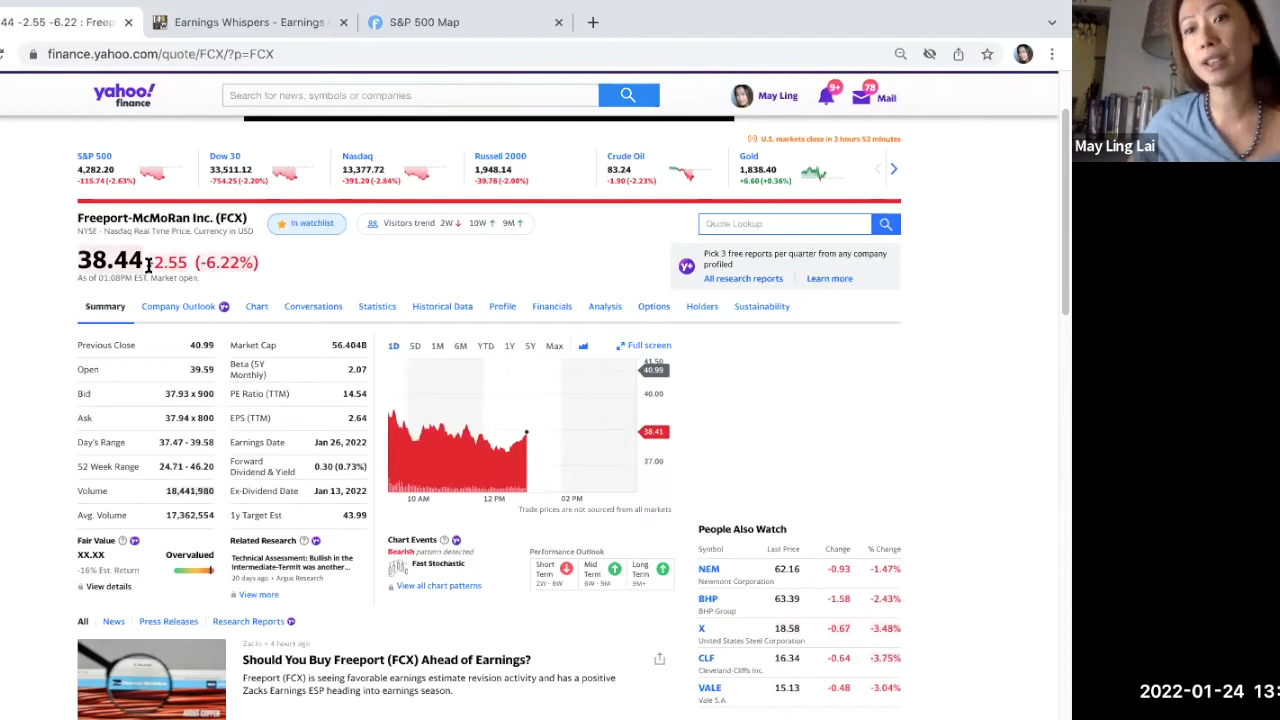 44 -2.55 -6.22 : Freep
Earnings Whispers - Earnings
S&P 500 Map
finance.yahoo.com/quote/FCX/?p=FCX
May Ling Lai
yahoo!
finance
Search for news, symbols or companies
May Ling
9+
78
Mail
U.S. markets close in 2 hours 52 minutes
S&P 500
4,282.20
-115.74 (-2.63%)
Dow 30
33,511.12
-754.25 (-2.20%)
Nasdaq
13,377.72
-391.20 (-2.84%)
Russell 2000
1,948.14
-39.78 (-2.00%)
Crude Oil
83.24
-1.90 (-2.23%)
Gold
1,838.40
+6.60 (+0.36%)
Freeport-McMoRan Inc. (FCX)
NYSE - Nasdaq Real Time Price. Currency in USD
In watchlist
Visitors trend 2W↓ 10W↑ 9M↑
Quote Lookup
38.44 -2.55 (-6.22%)
As of 01:08PM EST. Market open.
Pick 3 free reports per quarter from any company
profiled
All research reports
Learn more
Summary
Company Outlook
Chart
Conversations
Statistics
Historical Data
Profile
Financials
Analysis
Options
Holders
Sustainability
Previous Close 40.99
Open 39.59
Bid 37.93 x 900
Ask 37.94 x 800
Day's Range 37.47 - 39.58
52 Week Range 24.71 - 46.20
Volume 18,441,980
Avg. Volume 17,362,554
Market Cap 56.404B
Beta (5Y
Monthly) 2.07
PE Ratio (TTM) 14.54
EPS (TTM) 2.64
Earnings Date Jan 26, 2022
Forward
Dividend & Yield 0.30 (0.73%)
Ex-Dividend Date Jan 13, 2022
1y Target Est 43.99
1D 5D 1M 6M YTD 1Y 5Y Max
Full screen
41.50
40.99
40.00
38.41
37.00
10 AM 12 PM 02 PM
Trade prices are not sourced from all markets
Fair Value
XX.XX Overvalued
-16% Est. Return
View details
Related Research
Technical Assessment: Bullish in the
Intermediate-TermIt was another...
20 days ago • Argus Research
View more
Chart Events
Bearish pattern detected
Fast Stochastic
View all chart patterns
Performance Outlook
Short
Term
2W - 6W
Mid
Term
6W - 9M
Long
Term
9M+
All
News
Press Releases
Research Reports
Zacks • 4 hours ago
Should You Buy Freeport (FCX) Ahead of Earnings?
Freeport (FCX) is seeing favorable earnings estimate revision activity and has a positive
Zacks Earnings ESP heading into earnings season.
People Also Watch
Symbol Last Price Change % Change
NEM 62.16 -0.93 -1.47%
Newmont Corporation
BHP 63.39 -1.58 -2.43%
BHP Group
X 18.58 -0.67 -3.48%
United States Steel Corporation
CLF 16.34 -0.64 -3.75%
Cleveland-Cliffs Inc.
VALE 15.13 -0.48 -3.04%
Vale S.A.
2022-01-24 13: